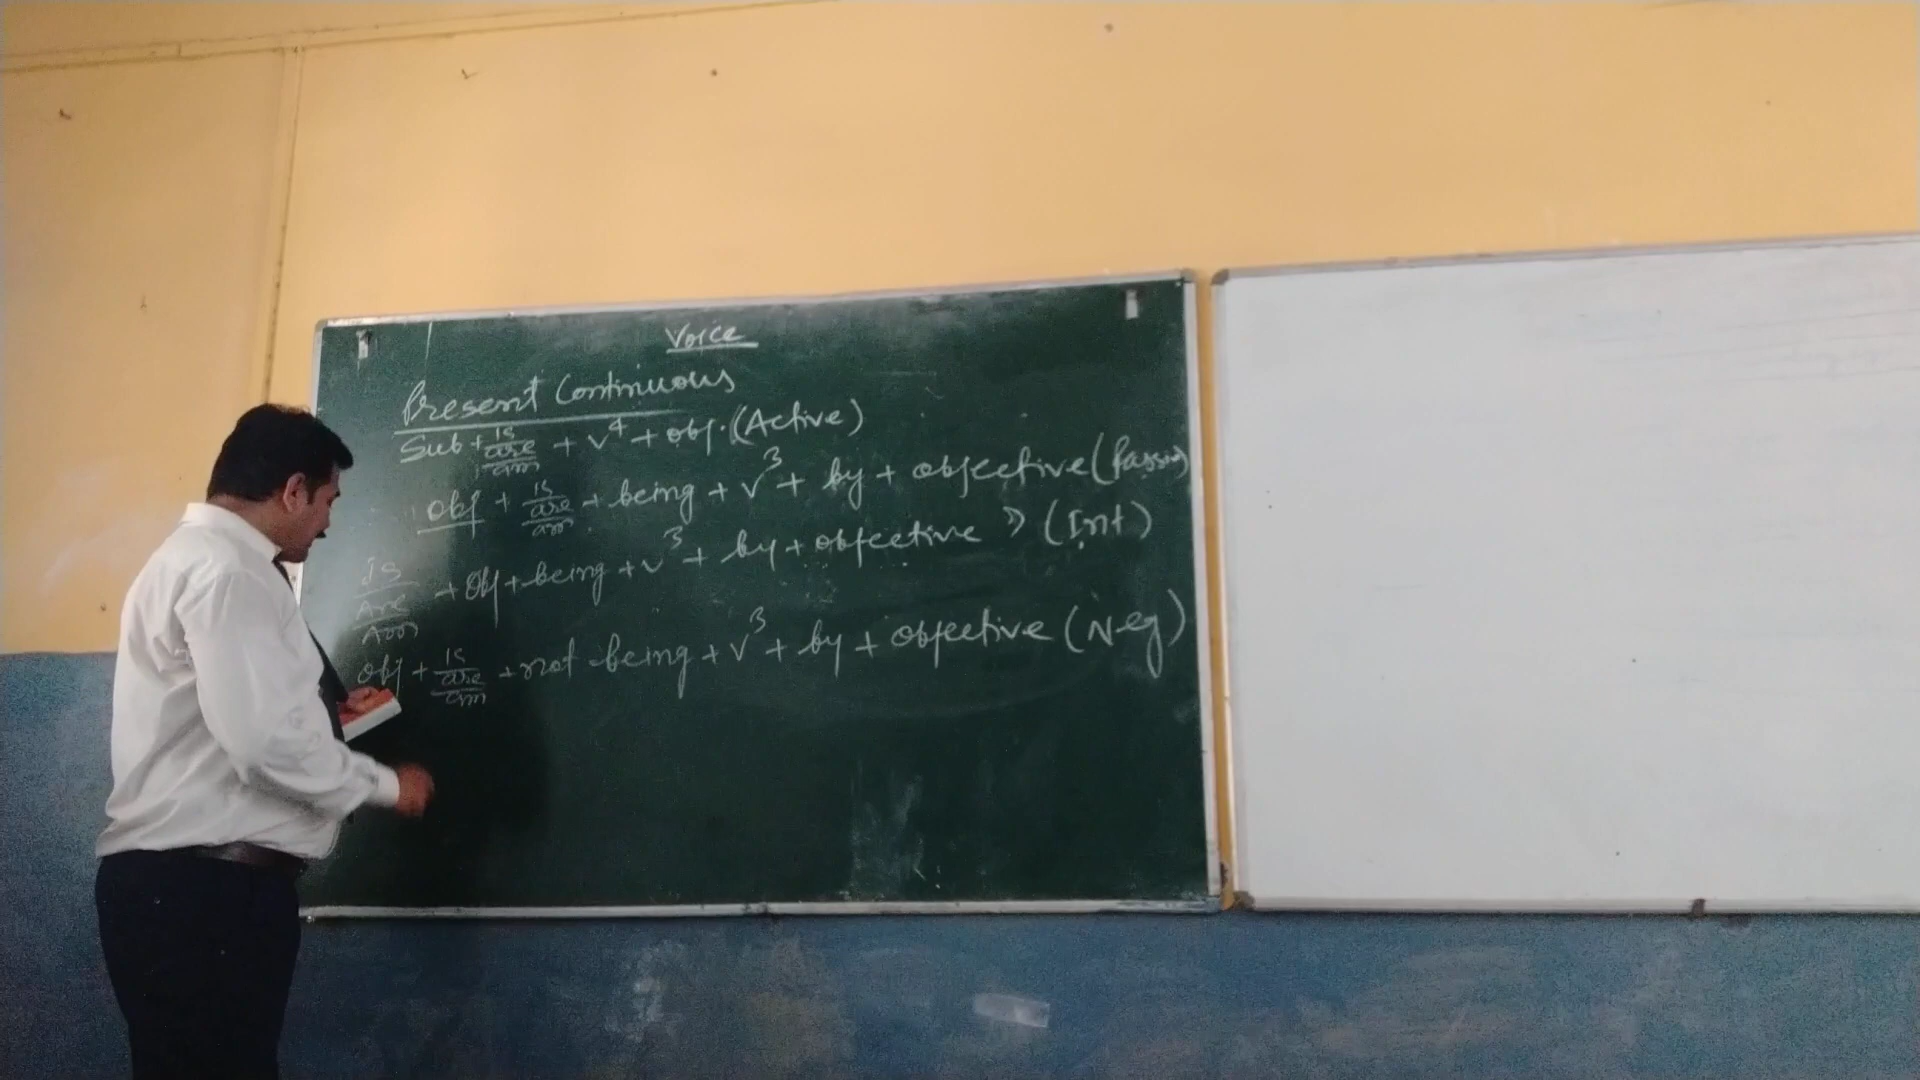 Voice
Present Continuous
Sub + is/are/am + V⁴ + obj. (Active)
obj + is/are/am + being + V³ + by + objective (Passive)
Is/Are/Am + Obj + being + V³ + by + objective » (Int)
obj + is/are/am + not being + V³ + by + objective (Neg)